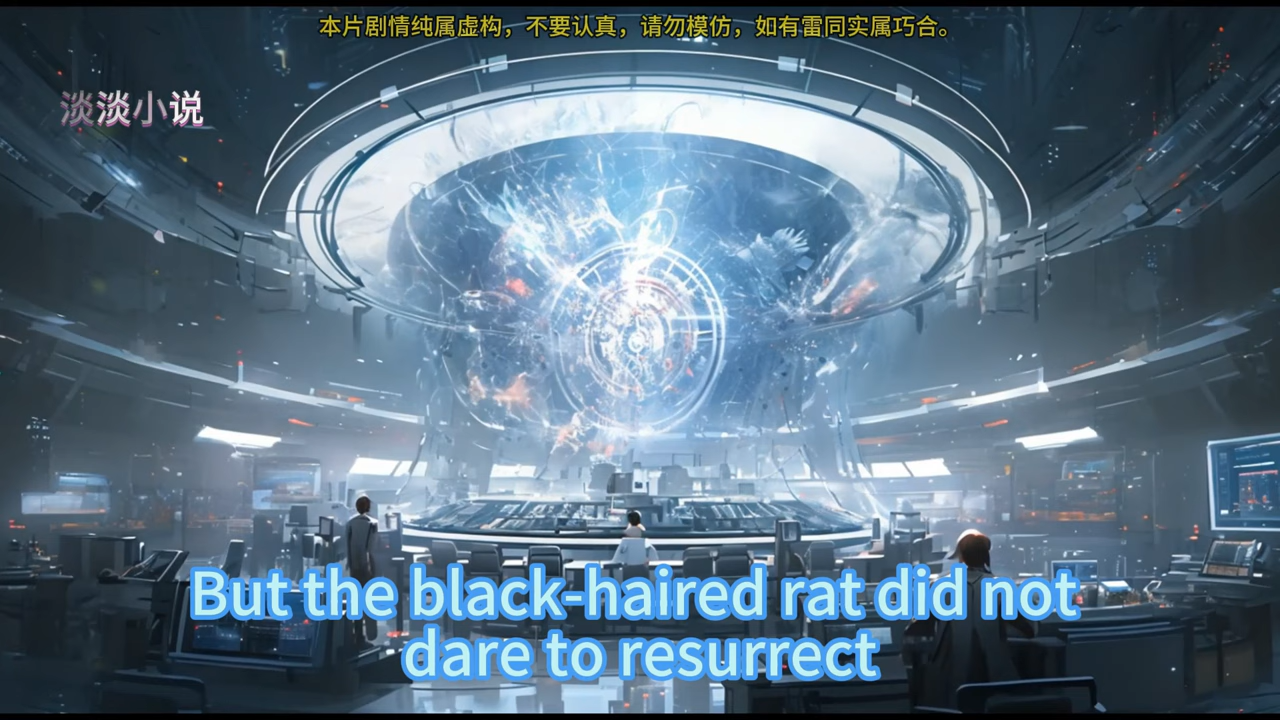 本片剧情纯属虚构，不要认真，请勿模仿，如有雷同实属巧合。
淡淡小说
But the black-haired rat did not
dare to resurrect